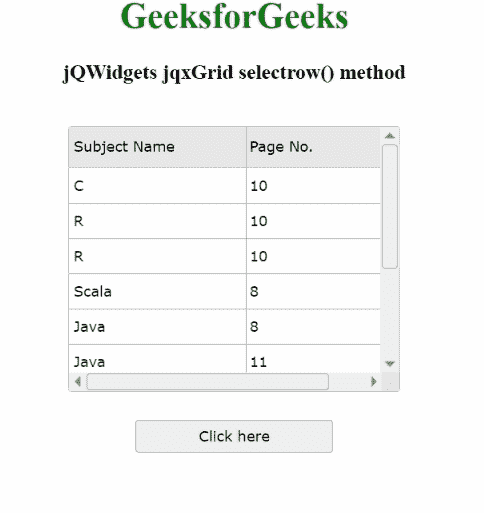 GeeksforGeeks
jQWidgets jqxGrid selectrow() method
Subject Name Page No.
C 10
R 10
R 10
Scala 8
Java 8
Java 11
Click here